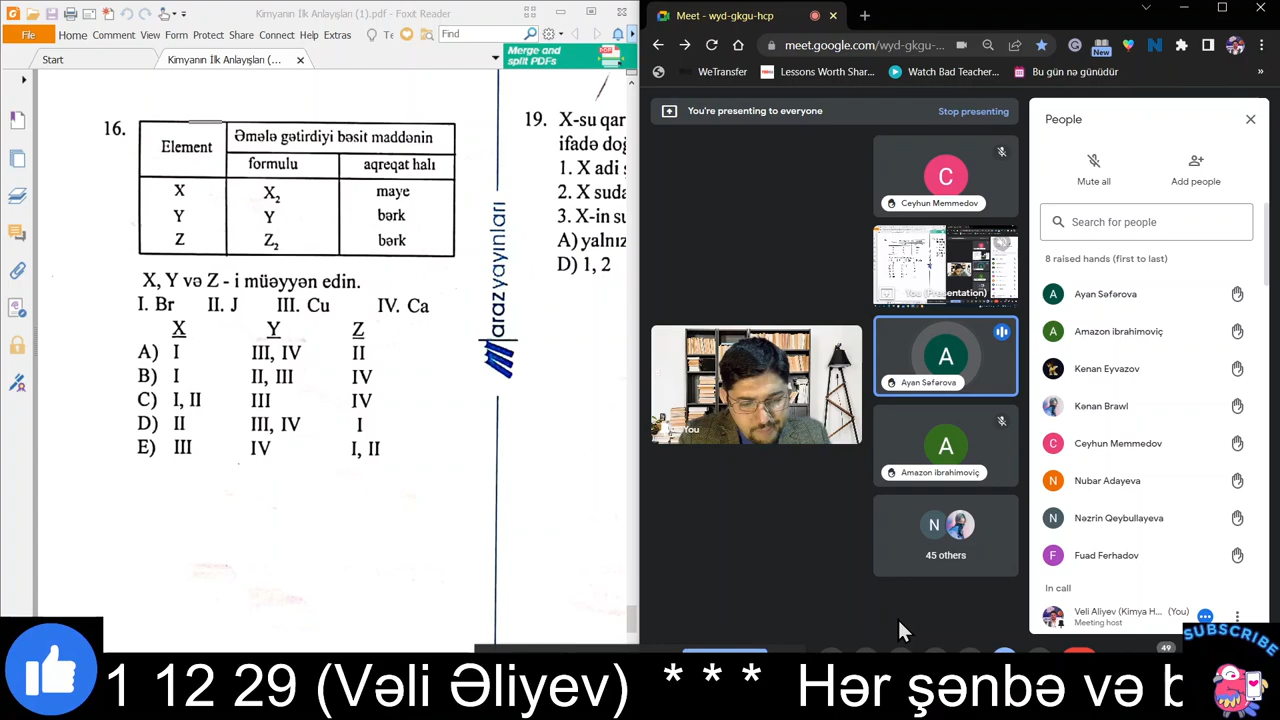 Kimyanın İlk Anlayışları (1).pdf - Foxit Reader
File Home Comment View Form Protect Share Connect Help Extras Find
Start
Kimyanın İlk Anlayışları (...
Merge and
split PDFs
16.
Element
Əmələ gətirdiyi bəsit maddənin
formulu
aqreqat halı
X X₂ maye
Y Y bərk
Z Z₂ bərk
X, Y və Z - i müəyyən edin.
I. Br II. J III. Cu IV. Ca
X Y Z
A) I III, IV II
B) I II, III IV
C) I, II III IV
D) II III, IV I
E) III IV I, II
araz yayınları
19. X-su qar
ifadə doğ
1. X adi
2. X suda
3. X-in su
A) yalnız
D) 1, 2
Meet - wyd-gkgu-hcp
meet.google.com/wyd-gkgu-...
New
WeTransfer
Lessons Worth Shar...
Watch Bad Teacher...
Bu gün nə günüdür
You're presenting to everyone
Stop presenting
C
Ceyhun Memmedov
You (Presentation)
You
A
Ayan Səfərova
A
Amazon ibrahimoviç
N
45 others
People
Mute all
Add people
Search for people
8 raised hands (first to last)
A Ayan Səfərova
A Amazon ibrahimoviç
Kenan Eyvazov
Kənan Brawl
C Ceyhun Memmedov
N Nubar Adayeva
Nəzrin Qeybullayeva
F Fuad Ferhadov
In call
Veli Aliyev (Kimya H... (You)
Meeting host
49
SUBSCRIBE
1 12 29 (Vəli Əliyev) * * * Hər şənbə və b